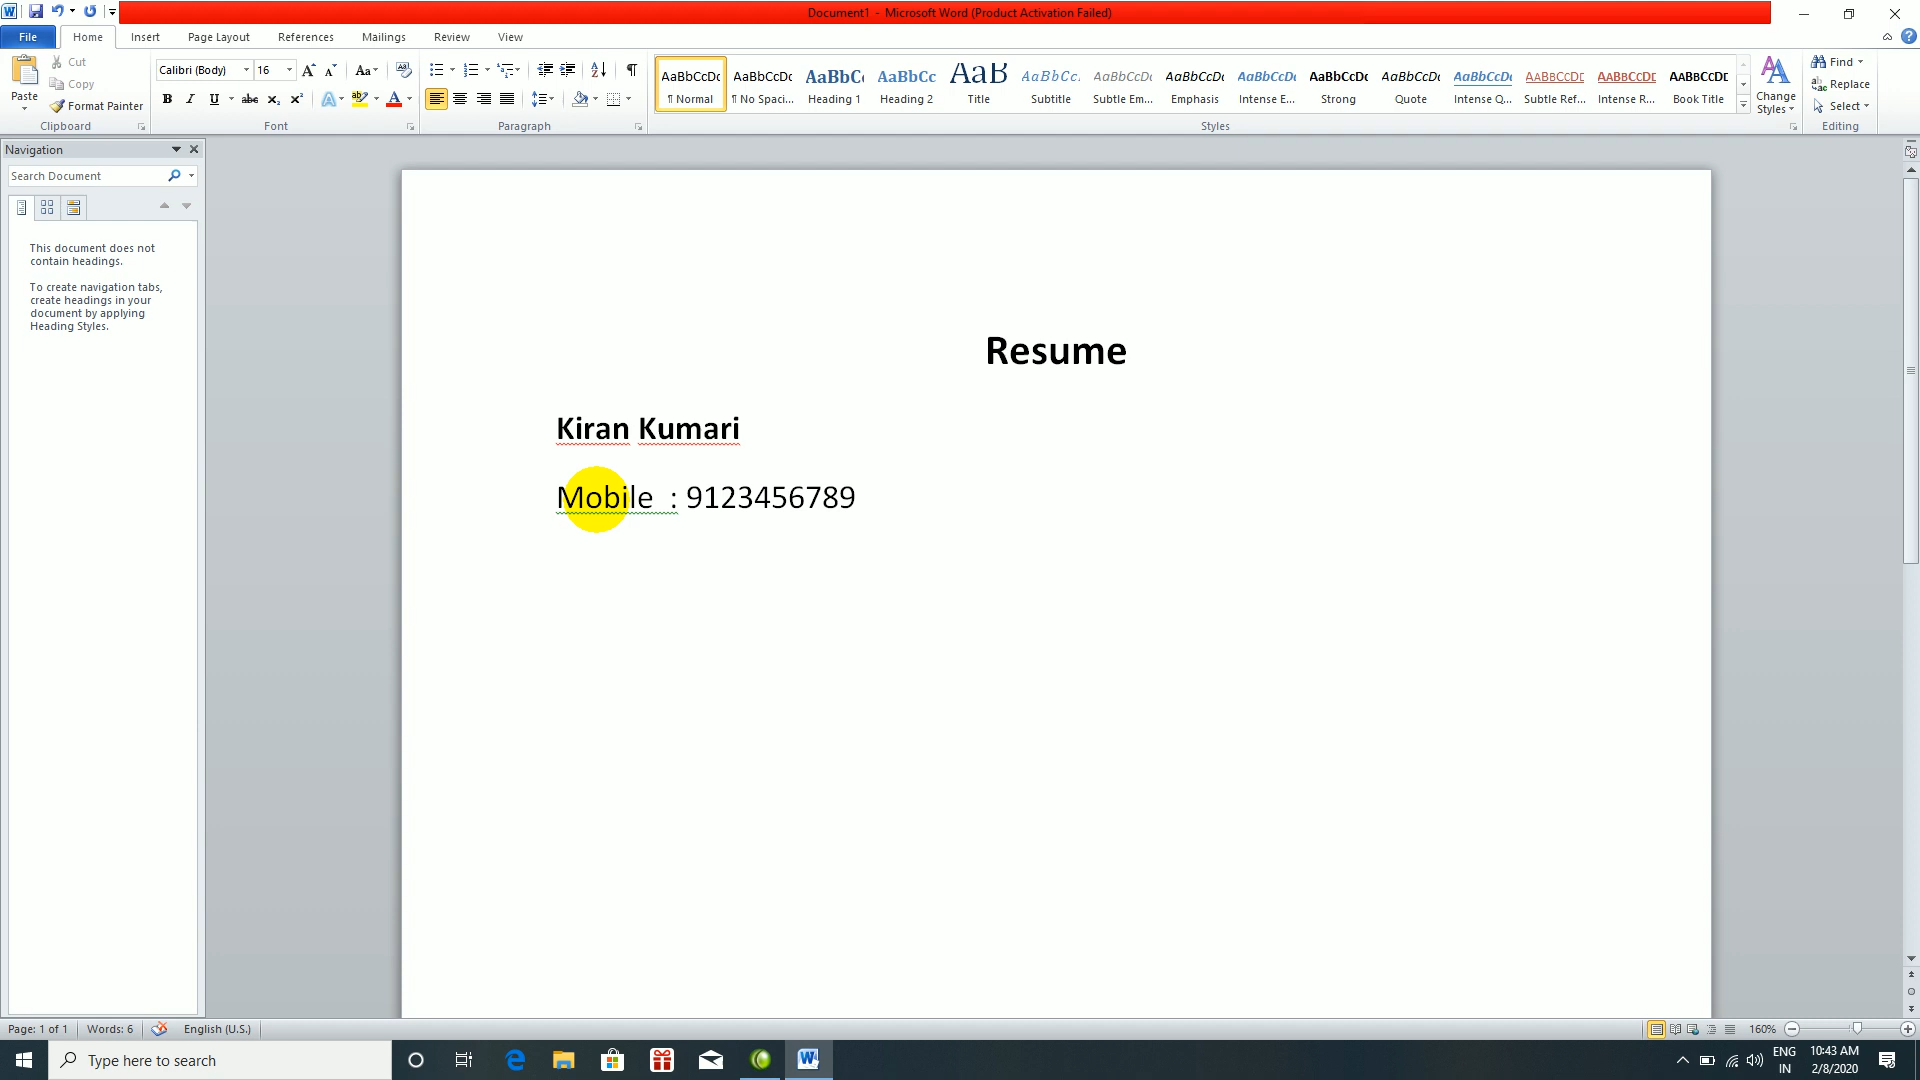 Document1 - Microsoft Word (Product Activation Failed)
File Home Insert Page Layout References Mailings Review View
Paste
Cut
Copy
Format Painter
Clipboard
Calibri (Body) 16
Font
Paragraph
AaBbCcDc AaBbCcDc AaBbC AaBbCc AaB AaBbCc. AaBbCcDc AaBbCcDc AaBbCcDc AaBbCcDc AaBbCcDc AaBbCcDc AABBCCDE AABBCCDE AABBCCDE
¶ Normal ¶ No Spaci... Heading 1 Heading 2 Title Subtitle Subtle Em... Emphasis Intense E... Strong Quote Intense Q... Subtle Ref... Intense R... Book Title
Styles
Change
Styles
Find
Replace
Select
Editing
Navigation
Search Document
This document does not
contain headings.
To create navigation tabs,
create headings in your
document by applying
Heading Styles.
Resume
Kiran Kumari
Mobile : 9123456789
Page: 1 of 1 Words: 6 English (U.S.) 160%
Type here to search
ENG
IN
10:43 AM
2/8/2020